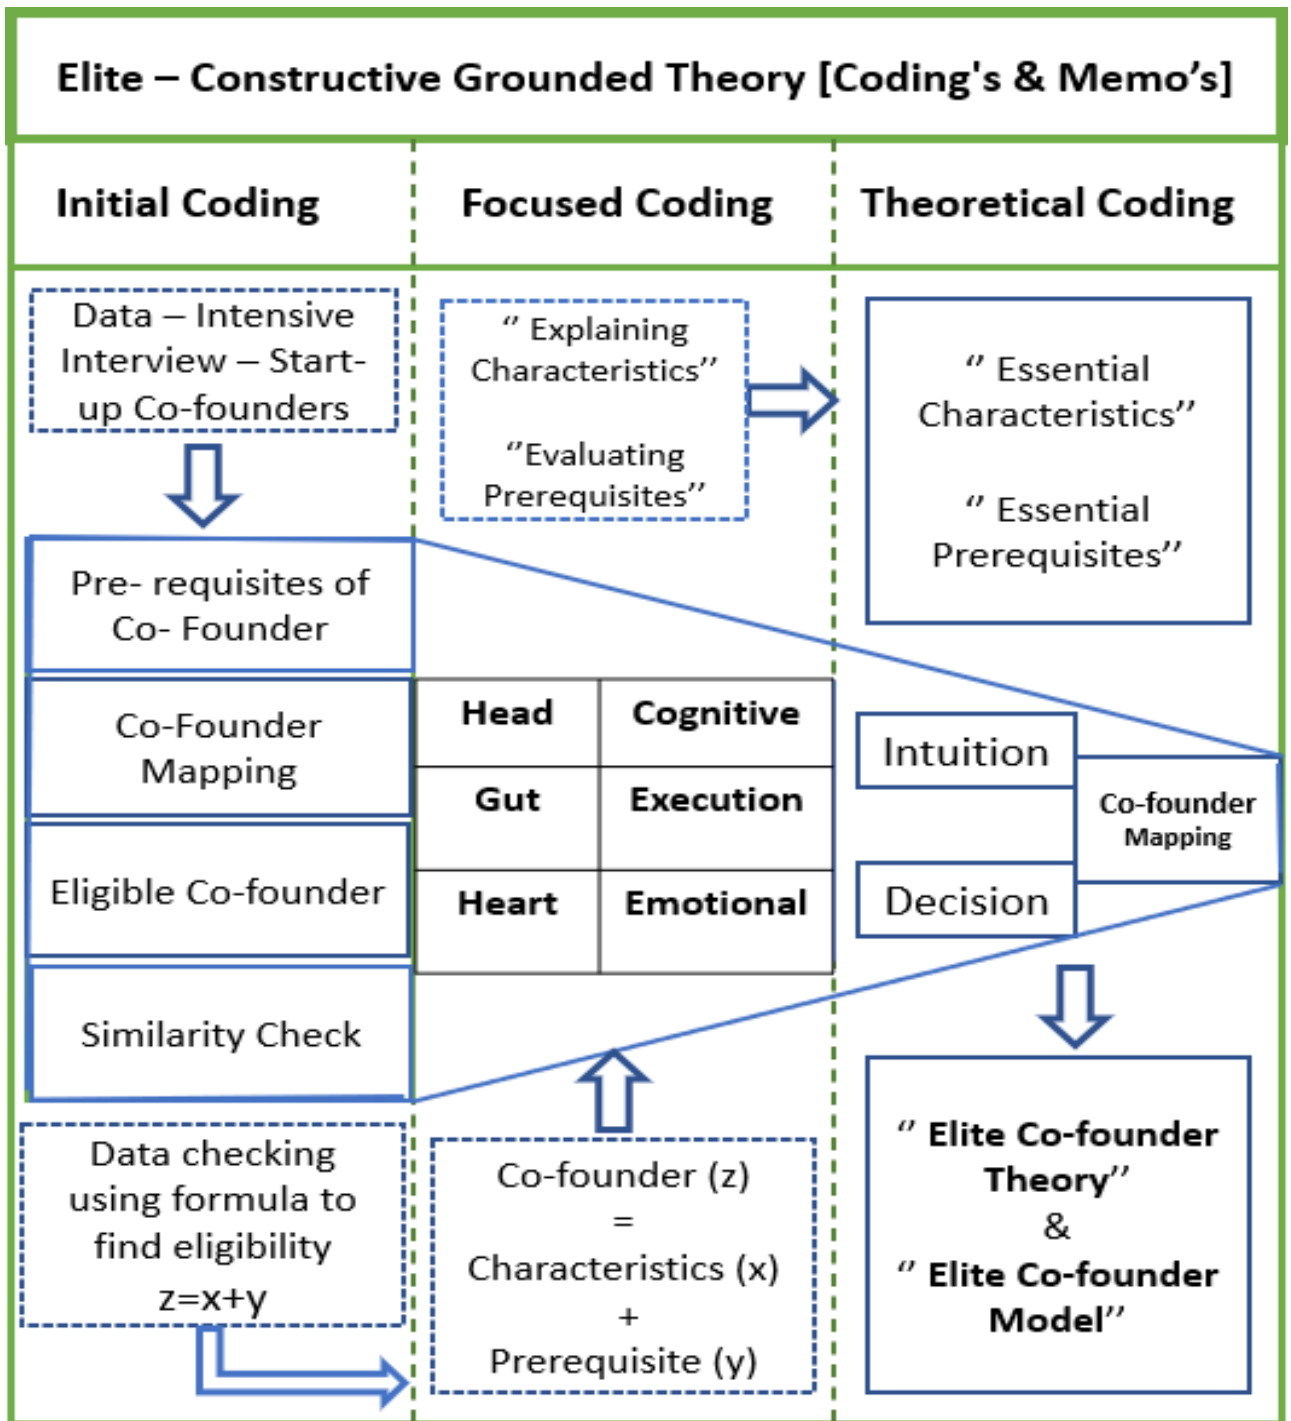 Elite – Constructive Grounded Theory [Coding's & Memo’s]
Initial Coding
Focused Coding
Theoretical Coding
Data – Intensive
Interview – Start-
up Co-founders
Pre- requisites of
Co- Founder
Co-Founder
Mapping
Eligible Co-founder
Similarity Check
Data checking
using formula to
find eligibility
z=x+y
‘’ Explaining
Characteristics’’
‘’Evaluating
Prerequisites’’
Head Cognitive
Gut Execution
Heart Emotional
Co-founder (z)
=
Characteristics (x)
+
Prerequisite (y)
‘’ Essential
Characteristics’’
‘’ Essential
Prerequisites’’
Intuition
Decision
Co-founder
Mapping
‘’ Elite Co-founder
Theory’’
&
‘’ Elite Co-founder
Model’’